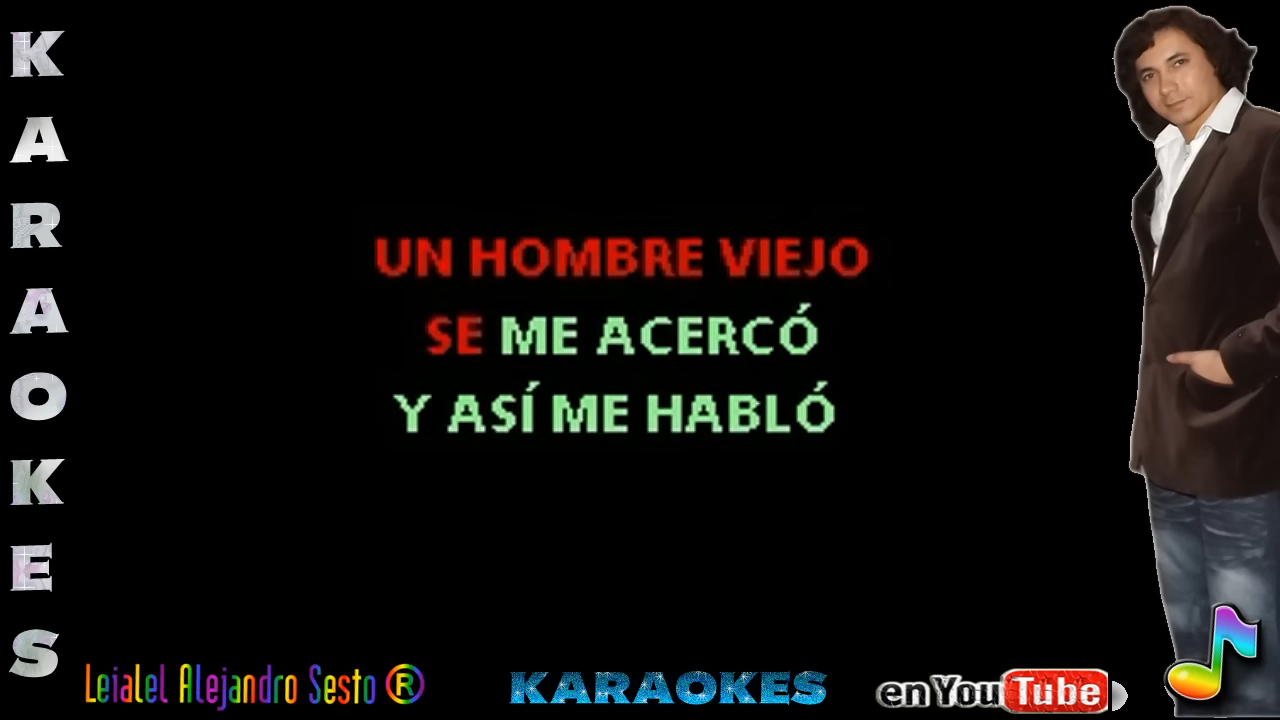 KARAOKES
UN HOMBRE VIEJO
SE ME ACERCÓ
Y ASÍ ME HABLÓ
Leialel Alejandro Sesto ®
KARAOKES
en YouTube